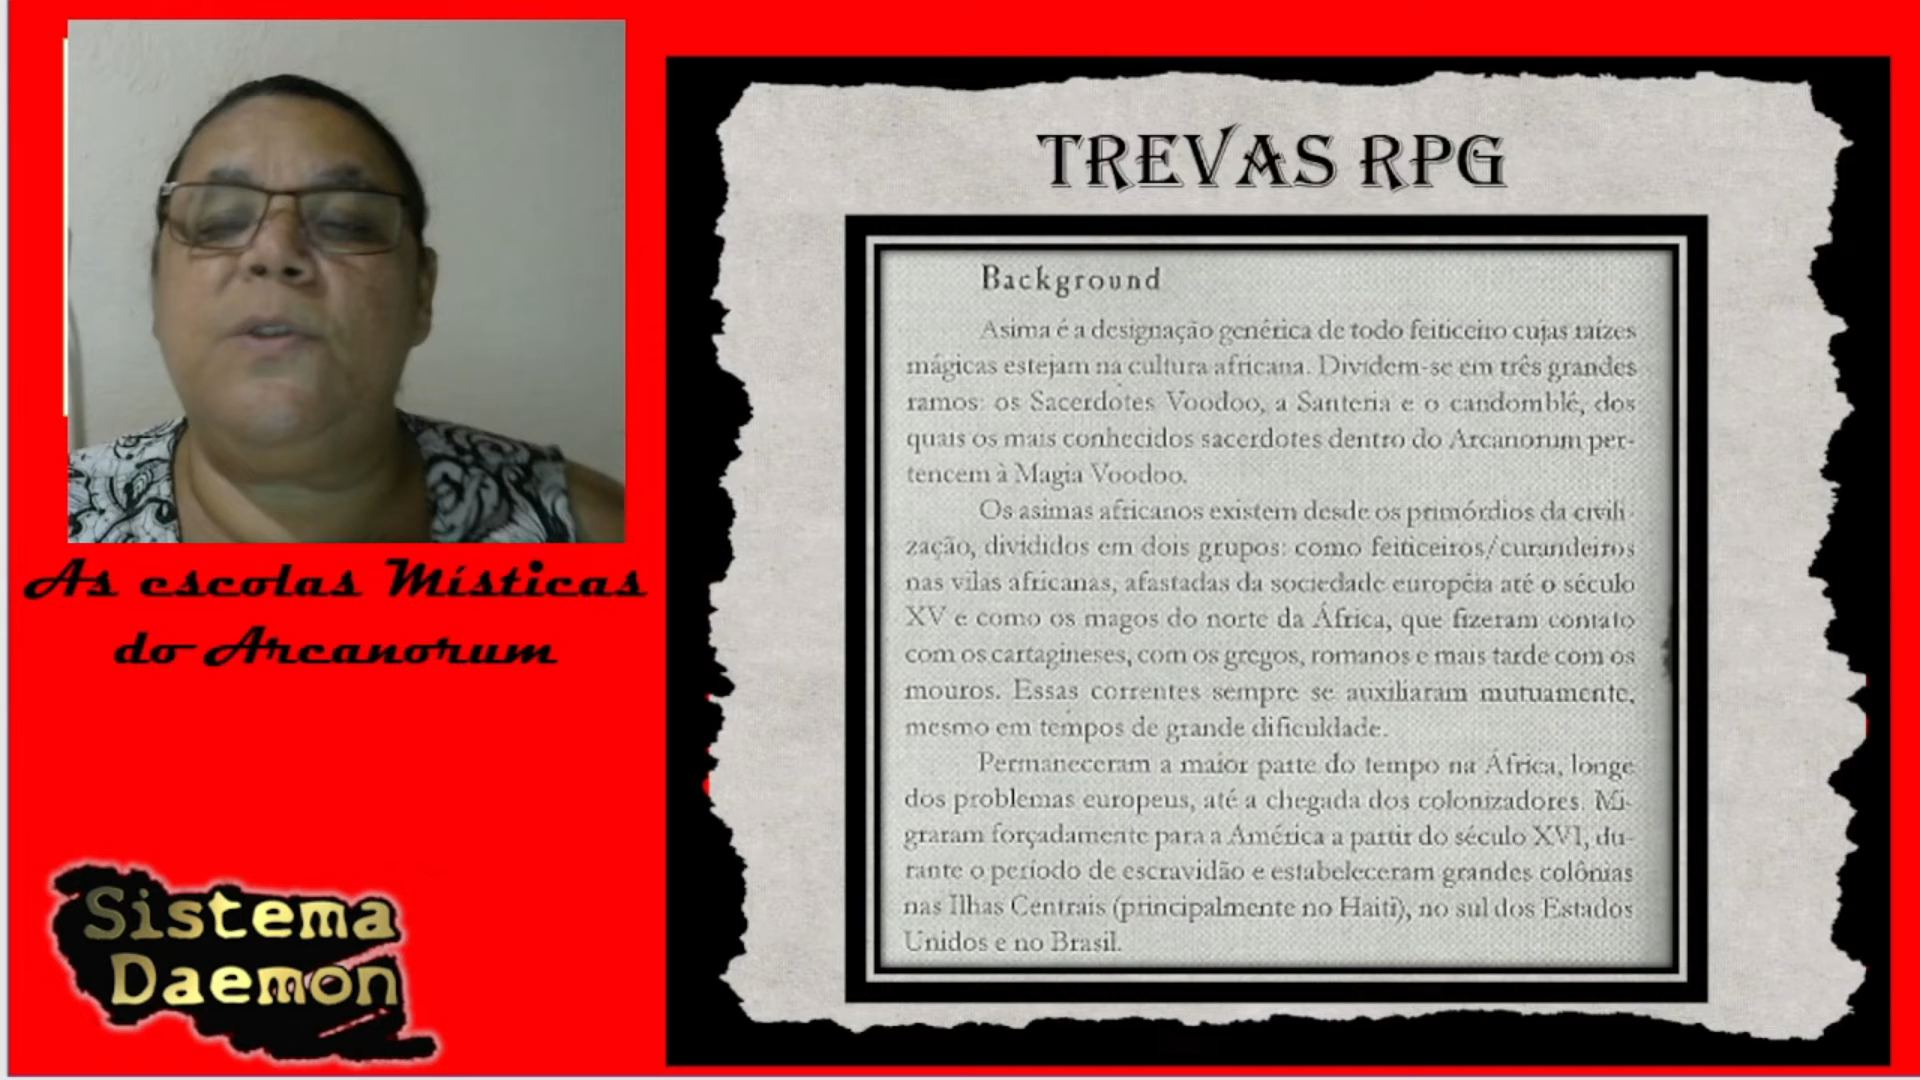 As escolas Místicas
do Arcanorum
Sistema
Daemon
TREVAS RPG
Background
Asima é a designação genérica de todo feiticeiro cujas raízes
mágicas estejam na cultura africana. Dividem-se em três grandes
ramos: os Sacerdotes Voodoo, a Santeria e o candomblé, dos
quais os mais conhecidos sacerdotes dentro do Arcanorum per-
tencem à Magia Voodoo.
Os asimas africanos existem desde os primórdios da civili-
zação, divididos em dois grupos: como feiticeiros/curandeiros
nas vilas africanas, afastadas da sociedade européia até o século
XV e como os magos do norte da África, que fizeram contato
com os cartagineses, com os gregos, romanos e mais tarde com os
mouros. Essas correntes sempre se auxiliaram mutuamente,
mesmo em tempos de grande dificuldade.
Permaneceram a maior parte do tempo na África, longe
dos problemas europeus, até a chegada dos colonizadores. Mi-
graram forçadamente para a América a partir do século XVI, du-
rante o período de escravidão e estabeleceram grandes colônias
nas Ilhas Centrais (principalmente no Haiti), no sul dos Estados
Unidos e no Brasil.